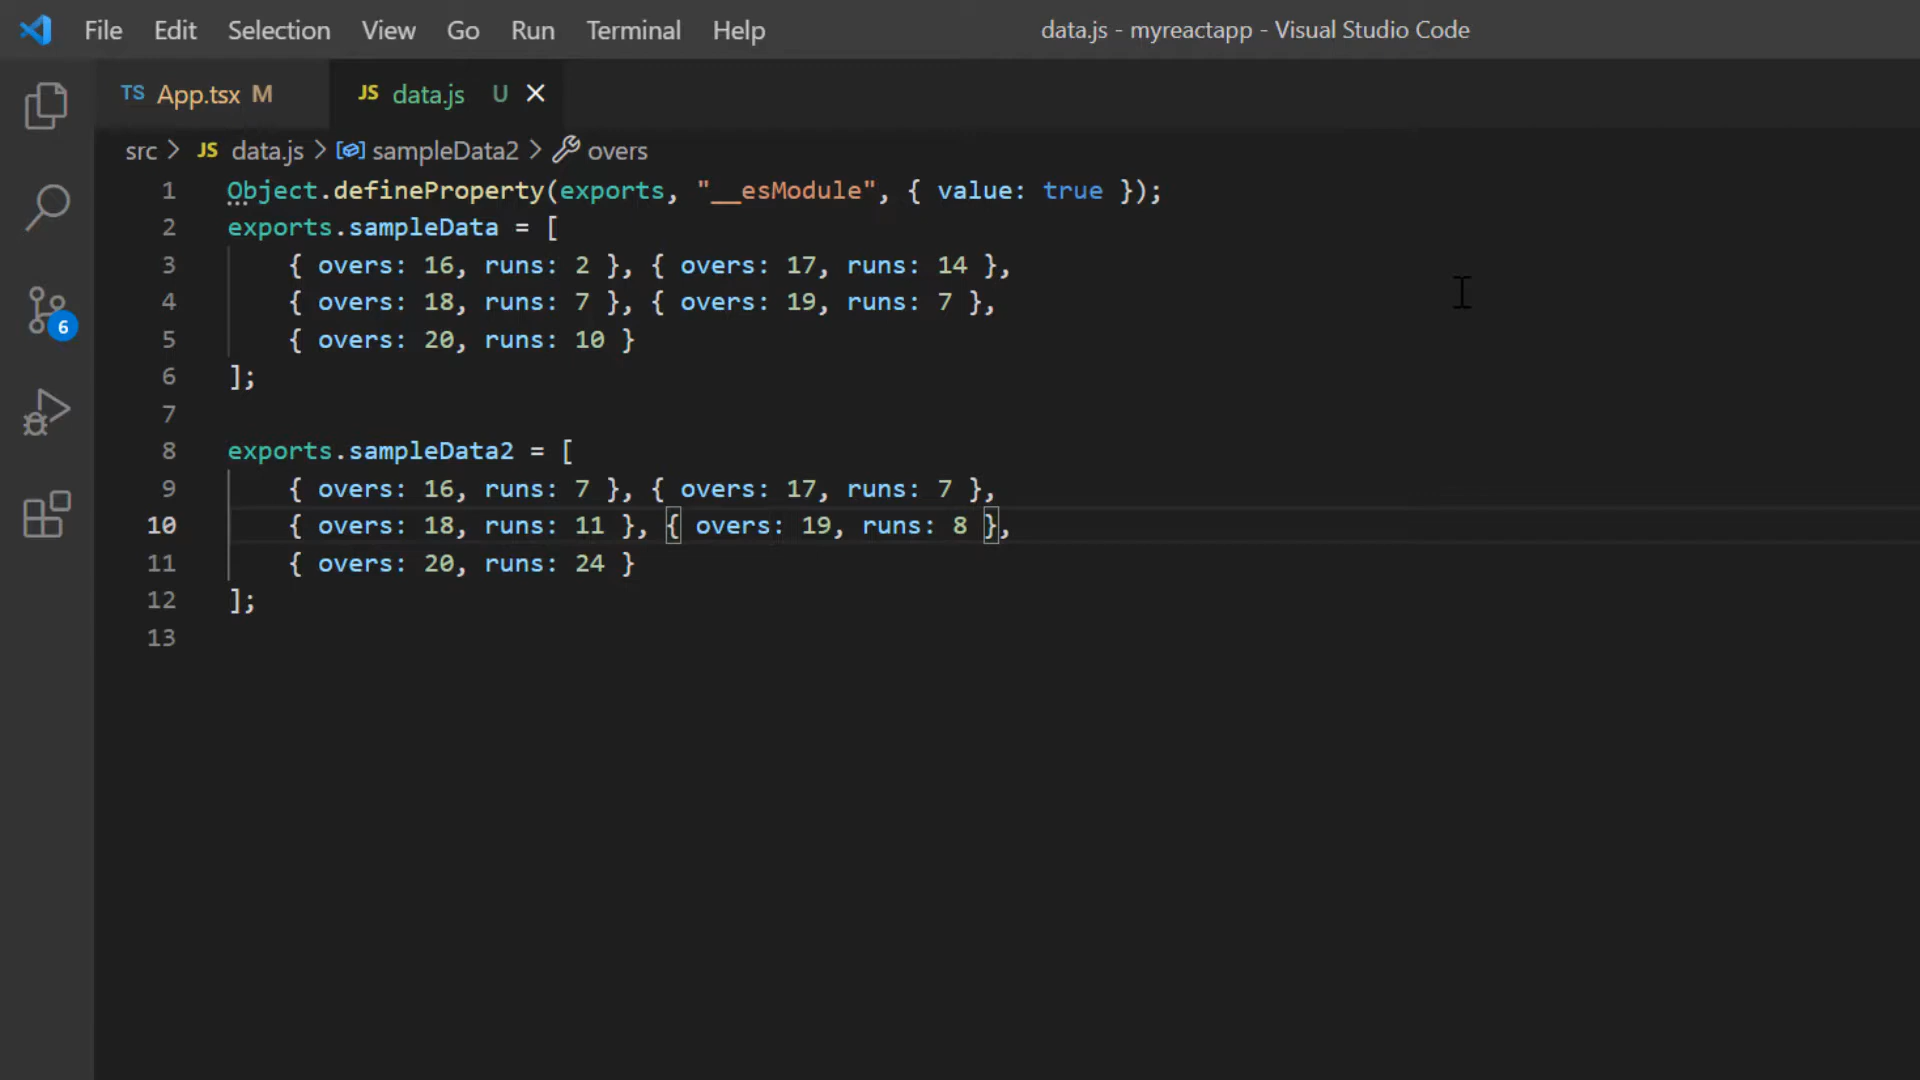 File Edit Selection View Go Run Terminal Help data.js - myreactapp - Visual Studio Code
TS App.tsx M JS data.js U
src > JS data.js > sampleData2 > overs
1 Object.defineProperty(exports, "__esModule", { value: true });
2 exports.sampleData = [
3 { overs: 16, runs: 2 }, { overs: 17, runs: 14 },
4 { overs: 18, runs: 7 }, { overs: 19, runs: 7 },
5 { overs: 20, runs: 10 }
6 ];
7
8 exports.sampleData2 = [
9 { overs: 16, runs: 7 }, { overs: 17, runs: 7 },
10 { overs: 18, runs: 11 }, { overs: 19, runs: 8 },
11 { overs: 20, runs: 24 }
12 ];
13
6